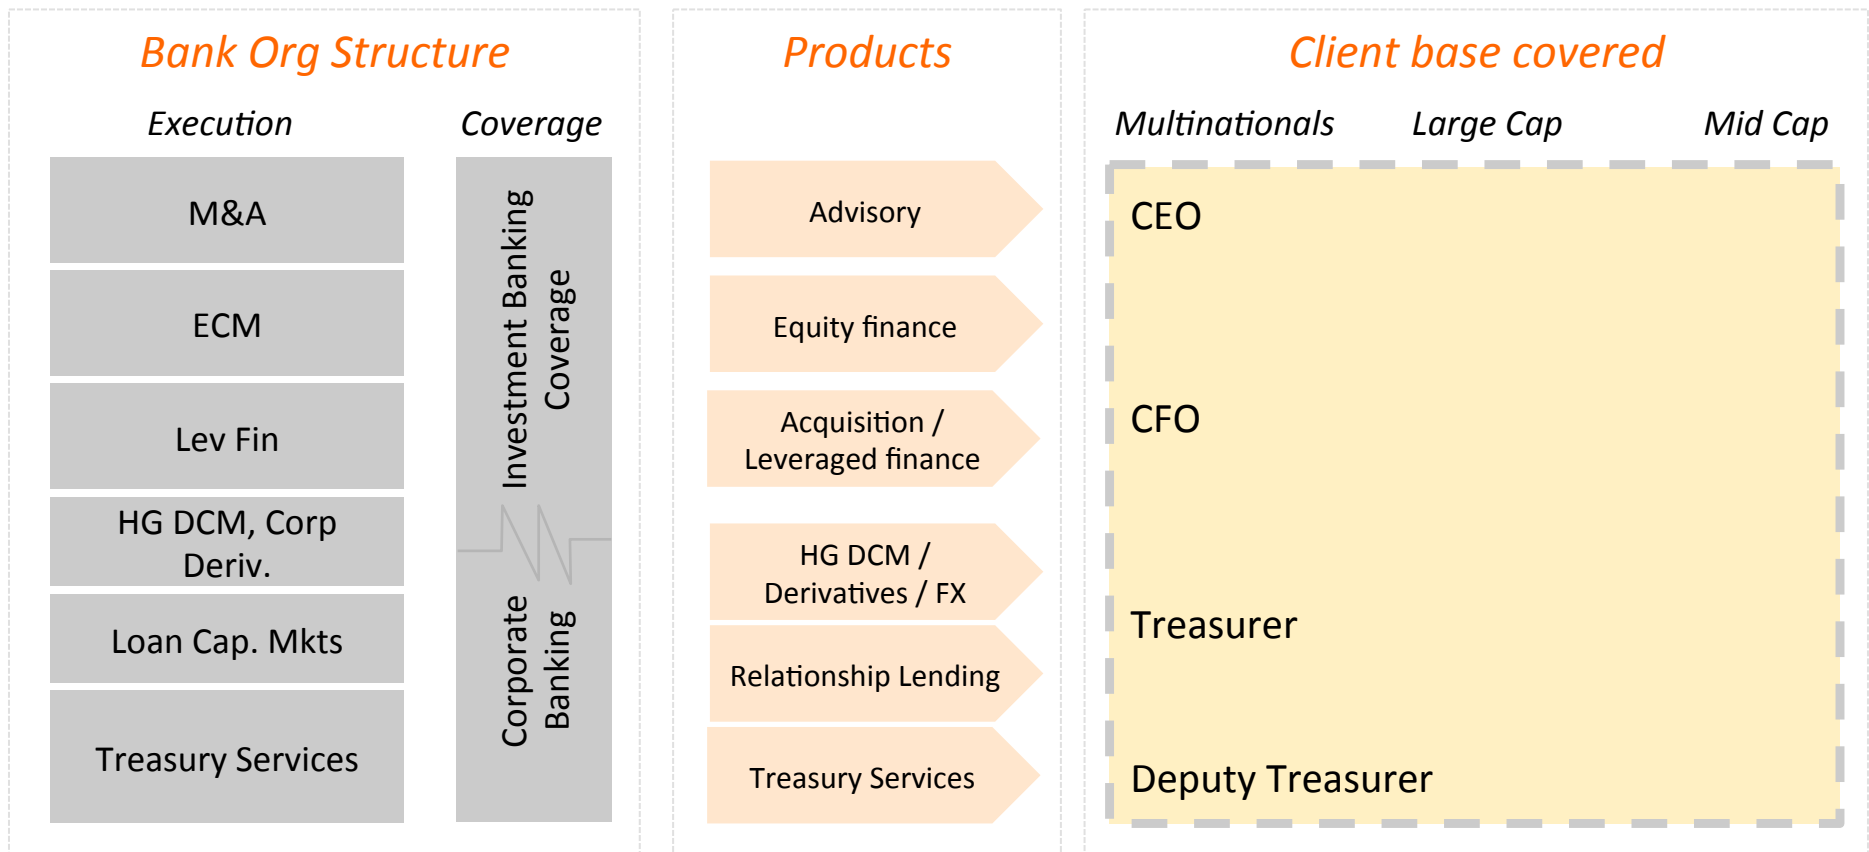 Bank Org Structure
Products
Client base covered
Execution
Coverage
Multinationals
Large Cap
Mid Cap
M&A
ECM
Lev Fin
HG DCM, Corp
Deriv.
Loan Cap. Mkts
Treasury Services
Investment Banking
Coverage
Corporate
Banking
Advisory
Equity finance
Acquisition /
Leveraged finance
HG DCM /
Derivatives / FX
Relationship Lending
Treasury Services
CEO
CFO
Treasurer
Deputy Treasurer